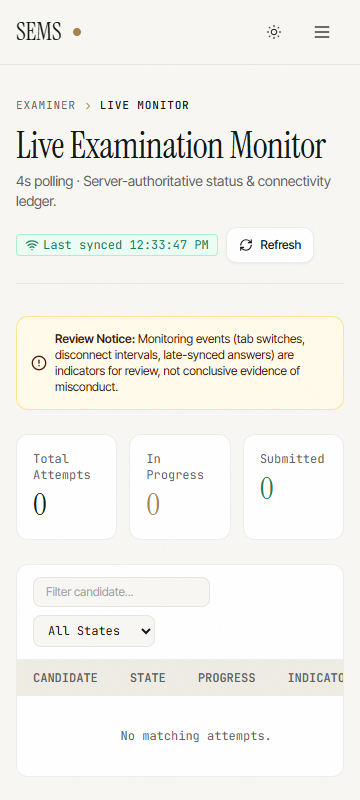 SEMS
EXAMINER > LIVE MONITOR
Live Examination Monitor
4s polling · Server-authoritative status & connectivity
ledger.
Last synced 12:33:47 PM
Refresh
Review Notice: Monitoring events (tab switches,
disconnect intervals, late-synced answers) are
indicators for review, not conclusive evidence of
misconduct.
Total
Attempts
0
In
Progress
0
Submitted
0
Filter candidate...
All States
CANDIDATE STATE PROGRESS INDICATO
No matching attempts.